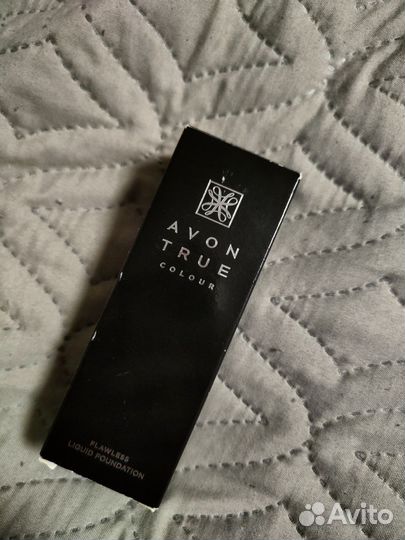 AVON
TRUE
COLOUR
FLAWLESS
LIQUID FOUNDATION
Avito